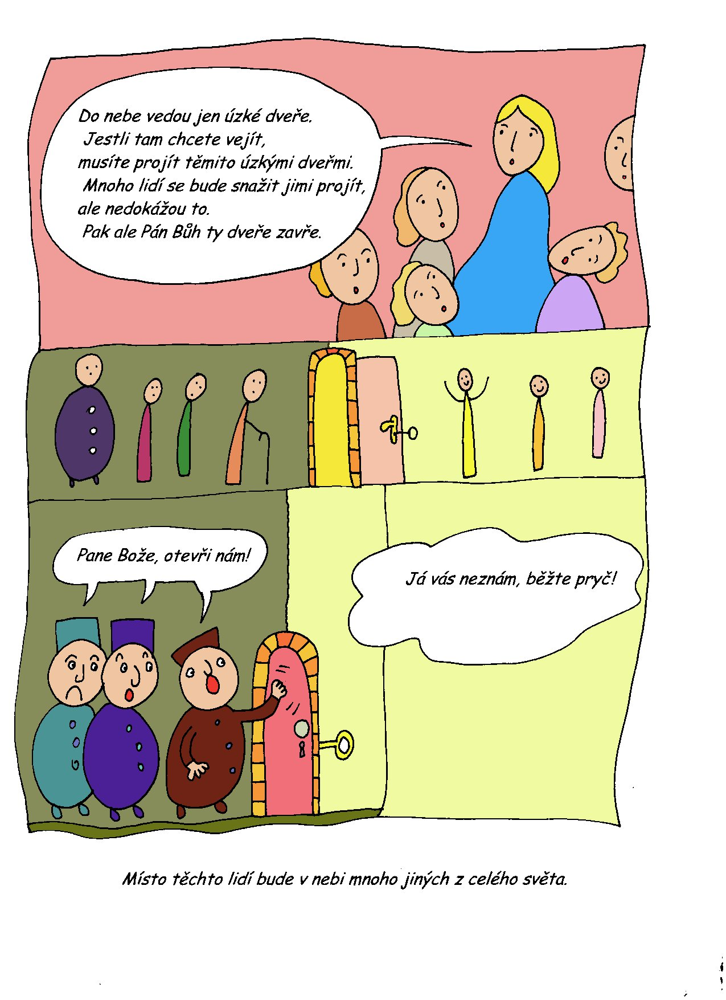 Do nebe vedou jen úzké dveře.
Jestli tam chcete vejít,
musíte projít těmito úzkými dveřmi.
Mnoho lidí se bude snažit jimi projít,
ale nedokážou to.
Pak ale Pán Bůh ty dveře zavře.
Pane Bože, otevři nám!
Já vás neznám, běžte pryč!
Místo těchto lidí bude v nebi mnoho jiných z celého světa.